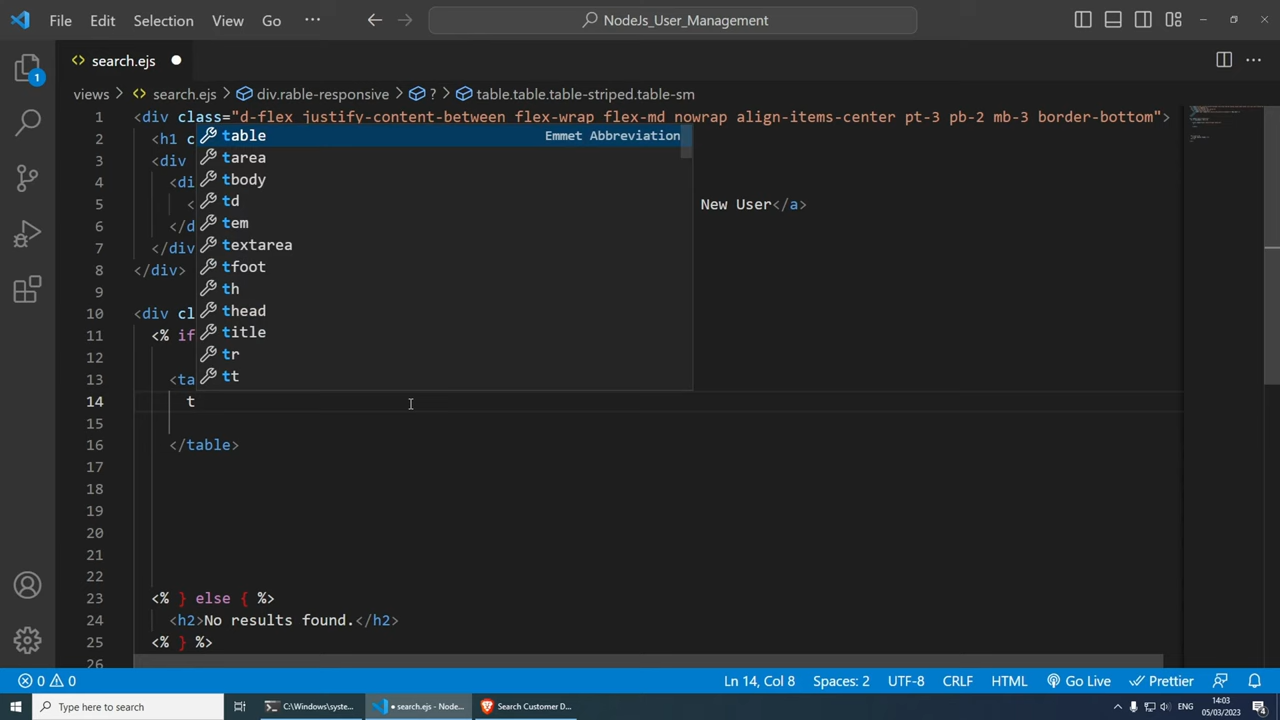 File Edit Selection View Go ··· NodeJs_User_Management
search.ejs
views > search.ejs > div.rable-responsive > ? > table.table.table-striped.table-sm
1 <div class="d-flex justify-content-between flex-wrap flex-md nowrap align-items-center pt-3 pb-2 mb-3 border-bottom">
2 <h1 c
table Emmet Abbreviation
tarea
3 <div
tbody
4 <di
td
5 < New User</a>
tem
6 </d
textarea
7 </div
tfoot
8 </div>
th
9
thead
10 <div cl
title
11 <% if
tr
12
tt
13 <ta
14 t
15
16 </table>
17
18
19
20
21
22
23 <% } else { %>
24 <h2>No results found.</h2>
25 <% } %>
26
1
0 0 Ln 14, Col 8 Spaces: 2 UTF-8 CRLF HTML Go Live Prettier
Type here to search C:\Windows\syste... search.ejs - Node... Search Customer D... ENG 14:03
05/03/2023 4